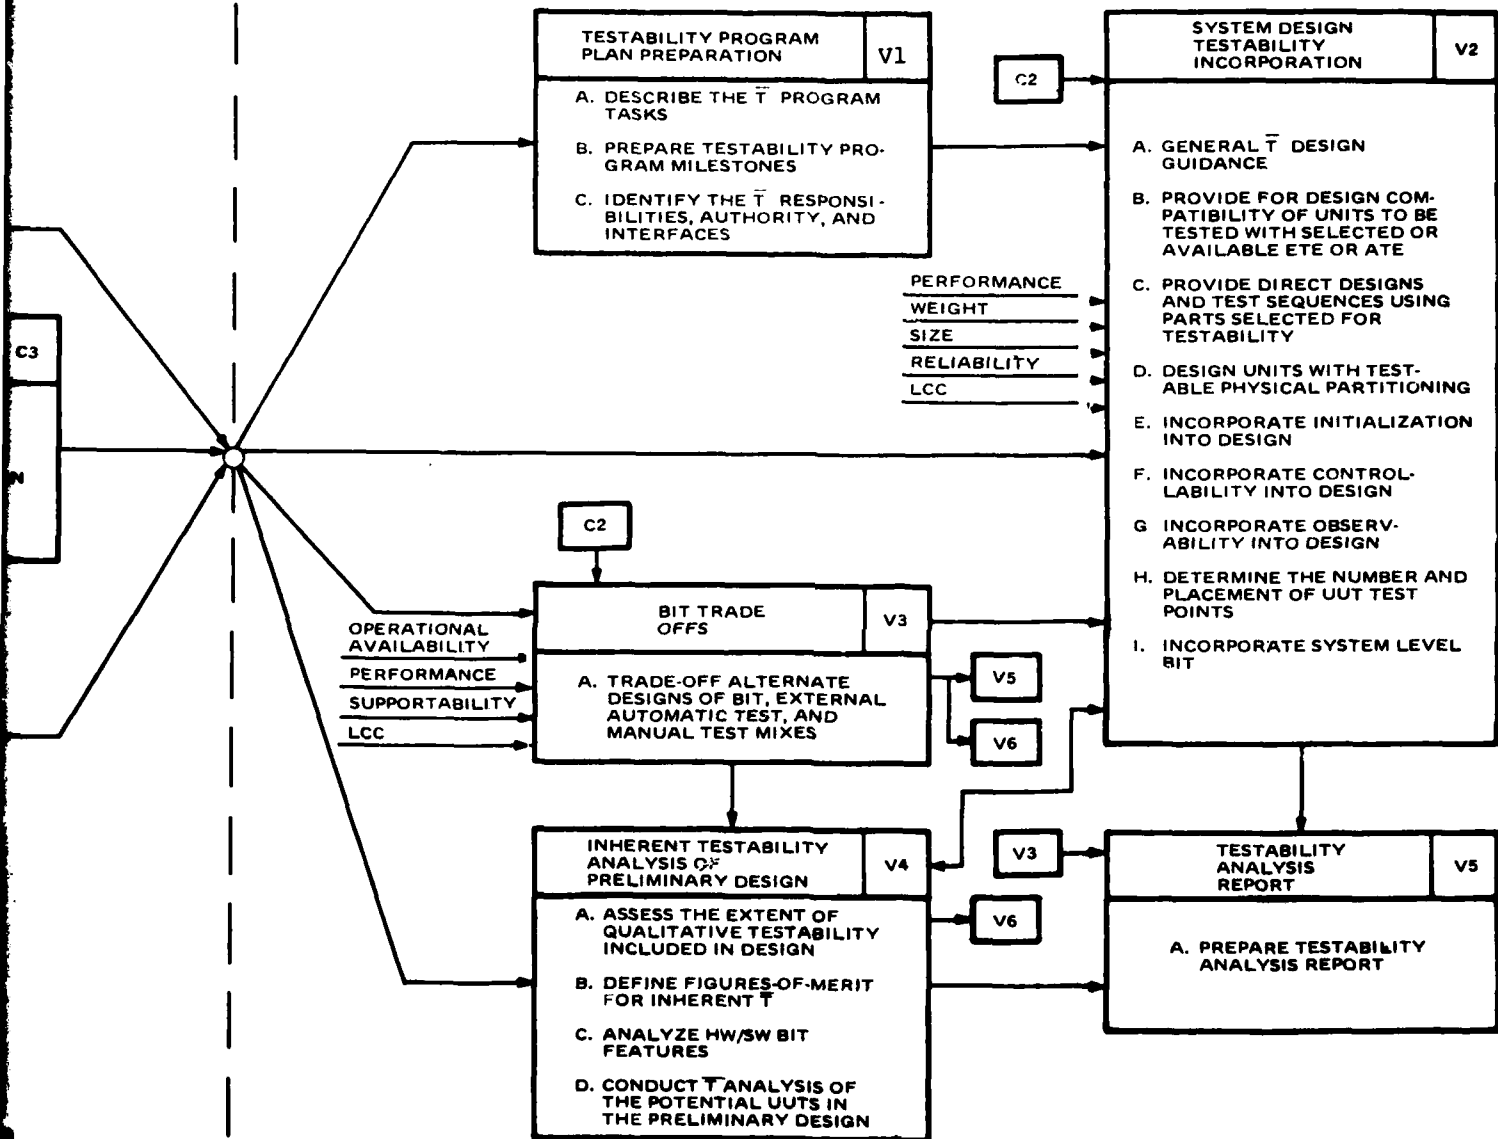 TESTABILITY PROGRAM
PLAN PREPARATION
V1
A. DESCRIBE THE T̄ PROGRAM
TASKS
B. PREPARE TESTABILITY PRO-
GRAM MILESTONES
C. IDENTIFY THE T̄ RESPONSI-
BILITIES, AUTHORITY, AND
INTERFACES
C2
SYSTEM DESIGN
TESTABILITY
INCORPORATION
V2
A. GENERAL T̄ DESIGN
GUIDANCE
B. PROVIDE FOR DESIGN COM-
PATIBILITY OF UNITS TO BE
TESTED WITH SELECTED OR
AVAILABLE ETE OR ATE
C. PROVIDE DIRECT DESIGNS
AND TEST SEQUENCES USING
PARTS SELECTED FOR
TESTABILITY
D. DESIGN UNITS WITH TEST-
ABLE PHYSICAL PARTITIONING
E. INCORPORATE INITIALIZATION
INTO DESIGN
F. INCORPORATE CONTROL-
LABILITY INTO DESIGN
G INCORPORATE OBSERV-
ABILITY INTO DESIGN
H. DETERMINE THE NUMBER AND
PLACEMENT OF UUT TEST
POINTS
I. INCORPORATE SYSTEM LEVEL
BIT
PERFORMANCE
WEIGHT
SIZE
RELIABILITY
LCC
C3
N
C2
BIT TRADE
OFFS
V3
A. TRADE-OFF ALTERNATE
DESIGNS OF BIT, EXTERNAL
AUTOMATIC TEST, AND
MANUAL TEST MIXES
OPERATIONAL
AVAILABILITY
PERFORMANCE
SUPPORTABILITY
LCC
V5
V6
INHERENT TESTABILITY
ANALYSIS OF
PRELIMINARY DESIGN
V4
A. ASSESS THE EXTENT OF
QUALITATIVE TESTABILITY
INCLUDED IN DESIGN
B. DEFINE FIGURES-OF-MERIT
FOR INHERENT T̄
C. ANALYZE HW/SW BIT
FEATURES
D. CONDUCT T̄ ANALYSIS OF
THE POTENTIAL UUTS IN
THE PRELIMINARY DESIGN
V6
V3
TESTABILITY
ANALYSIS
REPORT
V5
A. PREPARE TESTABILITY
ANALYSIS REPORT